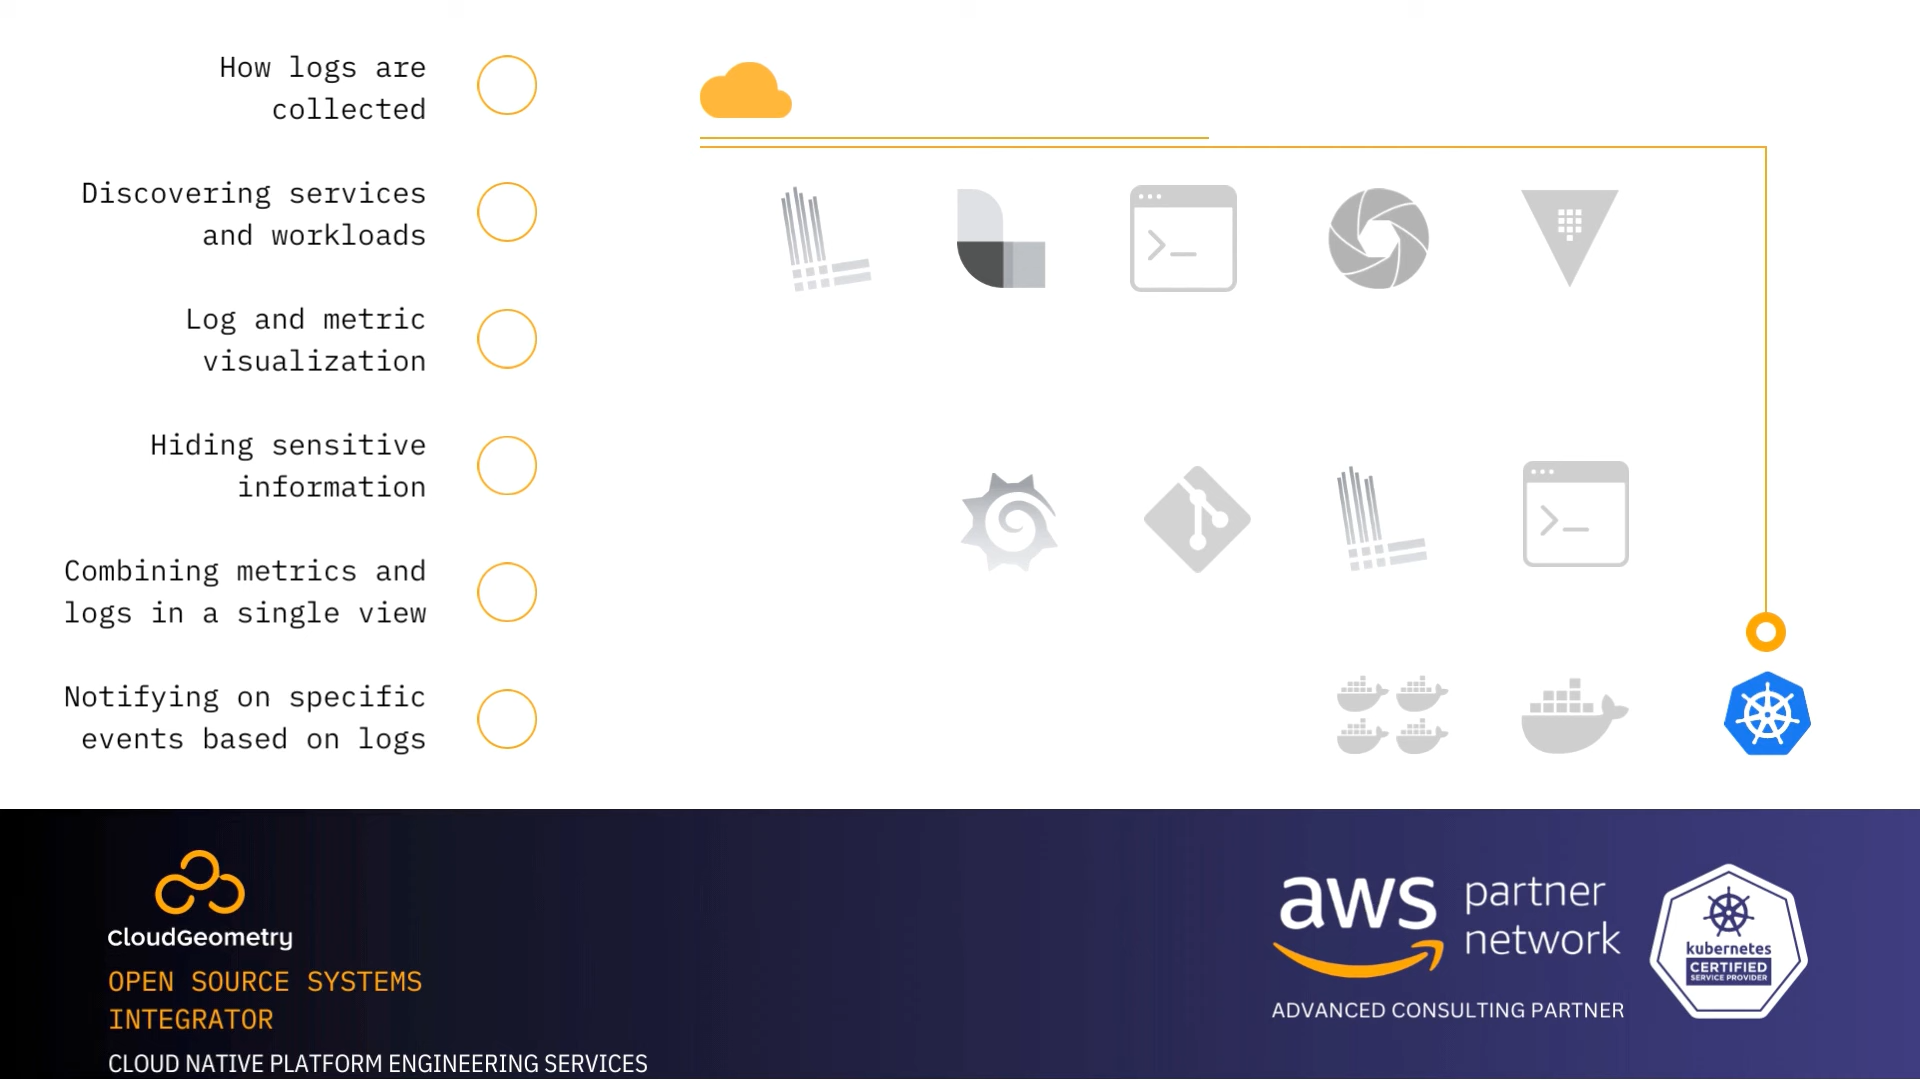 How logs are
collected
Discovering services
and workloads
Log and metric
visualization
Hiding sensitive
information
Combining metrics and
logs in a single view
Notifying on specific
events based on logs
CloudGeometry
OPEN SOURCE SYSTEMS
INTEGRATOR
CLOUD NATIVE PLATFORM ENGINEERING SERVICES
aws partner
network
ADVANCED CONSULTING PARTNER
kubernetes
CERTIFIED
SERVICE PROVIDER